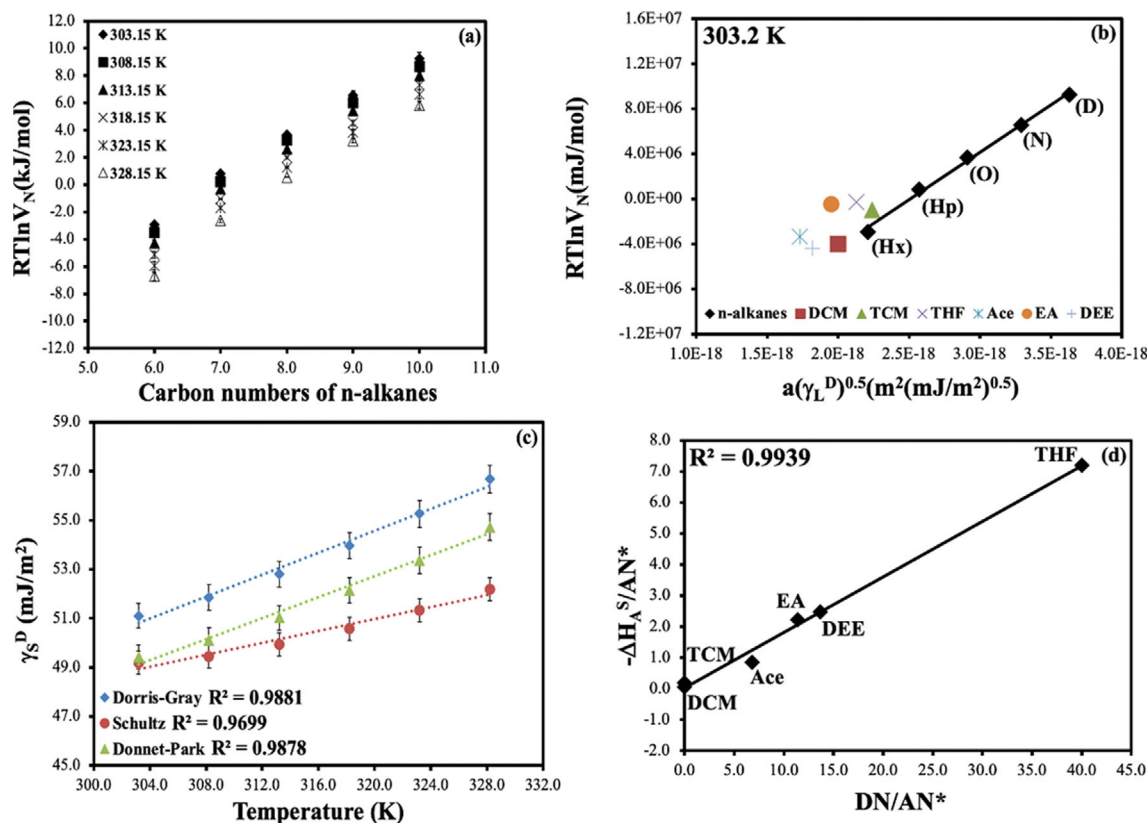 (a)
12.0
10.0
8.0
6.0
4.0
2.0
0.0
-2.0
-4.0
-6.0
-8.0
-10.0
-12.0
RTlnV_N(kJ/mol)
303.15 K
308.15 K
313.15 K
318.15 K
323.15 K
328.15 K
5.0 6.0 7.0 8.0 9.0 10.0 11.0
Carbon numbers of n-alkanes
303.2 K
(b)
1.6E+07
1.2E+07
8.0E+06
4.0E+06
0.0E+00
-4.0E+06
-8.0E+06
-1.2E+07
RTlnV_N(mJ/mol)
(D)
(N)
(O)
(Hp)
(Hx)
n-alkanes DCM TCM THF Ace EA DEE
1.0E-18 1.5E-18 2.0E-18 2.5E-18 3.0E-18 3.5E-18 4.0E-18
a(γ_L^D)^0.5(m²(mJ/m²)^0.5)
(c)
59.0
57.0
55.0
53.0
51.0
49.0
47.0
45.0
γ_S^D (mJ/m²)
Dorris-Gray R² = 0.9881
Schultz R² = 0.9699
Donnet-Park R² = 0.9878
300.0 304.0 308.0 312.0 316.0 320.0 324.0 328.0 332.0
Temperature (K)
R² = 0.9939
(d)
8.0
7.0
6.0
5.0
4.0
3.0
2.0
1.0
0.0
-1.0
-2.0
-ΔH_A^S/AN*
THF
EA
DEE
TCM
Ace
DCM
0.0 5.0 10.0 15.0 20.0 25.0 30.0 35.0 40.0 45.0
DN/AN*